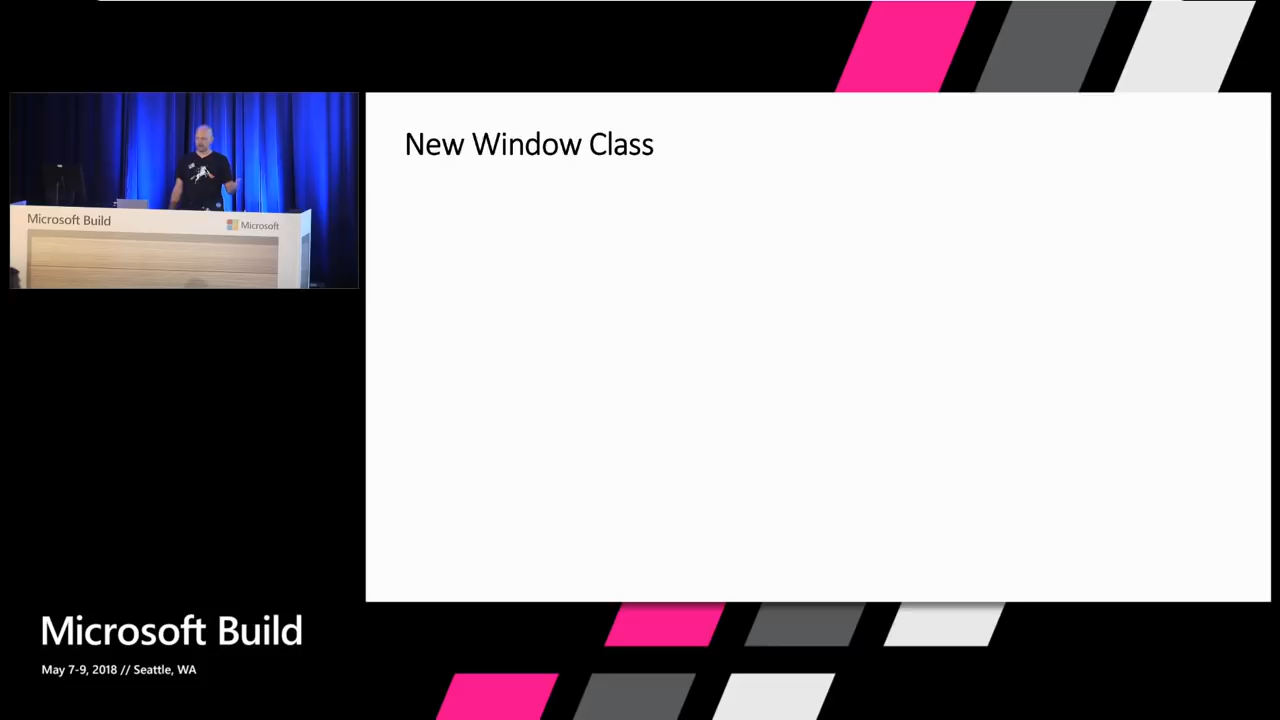 New Window Class
Microsoft Build
Microsoft
Microsoft Build
May 7-9, 2018 // Seattle, WA